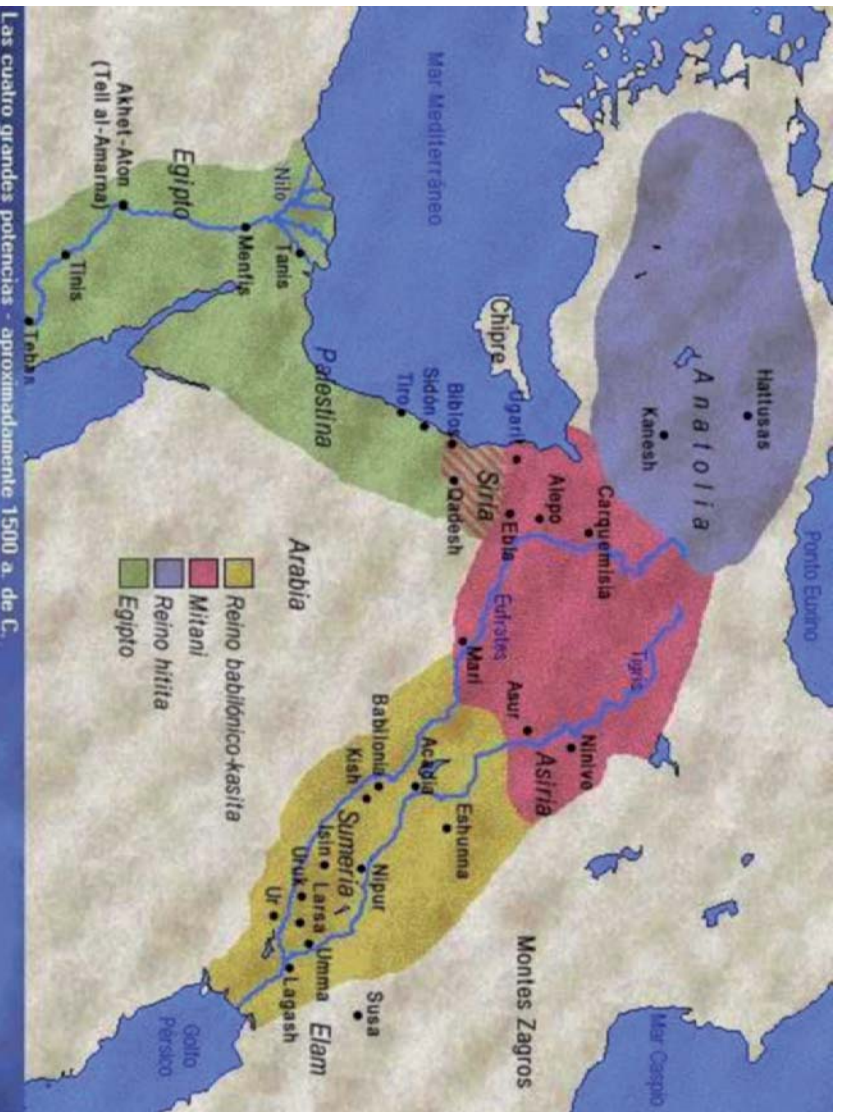 Ponto Euxino
Mar Caspio
Hattusas
Anatolia
Kanesh
Tigris
Carquemisia
Nínive
Montes Zagros
Alepo
Asur
Asiria
Ugarit
Ebla
Eufrates
Mar Mediterráneo
Chipre
Siria
Qadesh
Mari
Eshunna
Biblos
Sidón
Tiro
Acadia
Babilonia
Kish
Nipur
Susa
Sumeria
Isin
Larsa
Umma
Elam
Palestina
Uruk
Ur
Lagash
Arabia
Golfo
Pérsico
Nilo
Tanis
Menfis
Egipto
Akhet-Aton
(Tell al-Amarna)
Tinis
Tebas
Reino babilónico-kasita
Mitani
Reino hitita
Egipto
Las cuatro grandes potencias - aproximadamente 1500 a. de C.